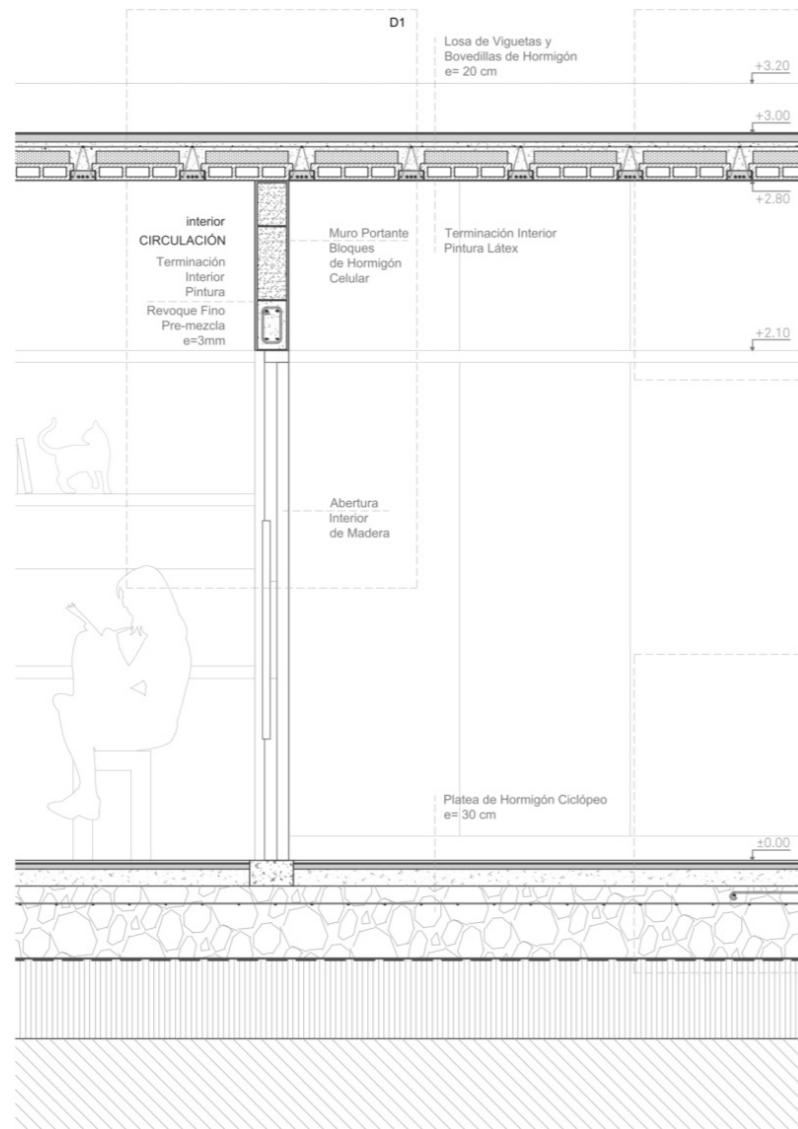 D1
Losa de Viguetas y
Bovedillas de Hormigón
e= 20 cm
+3.20
+3.00
+2.80
interior
CIRCULACIÓN
Terminación
Interior
Pintura
Revoque Fino
Pre-mezcla
e=3mm
Muro Portante
Bloques
de Hormigón
Celular
Terminación Interior
Pintura Látex
+2.10
Abertura
Interior
de Madera
Platea de Hormigón Ciclópeo
e= 30 cm
±0.00